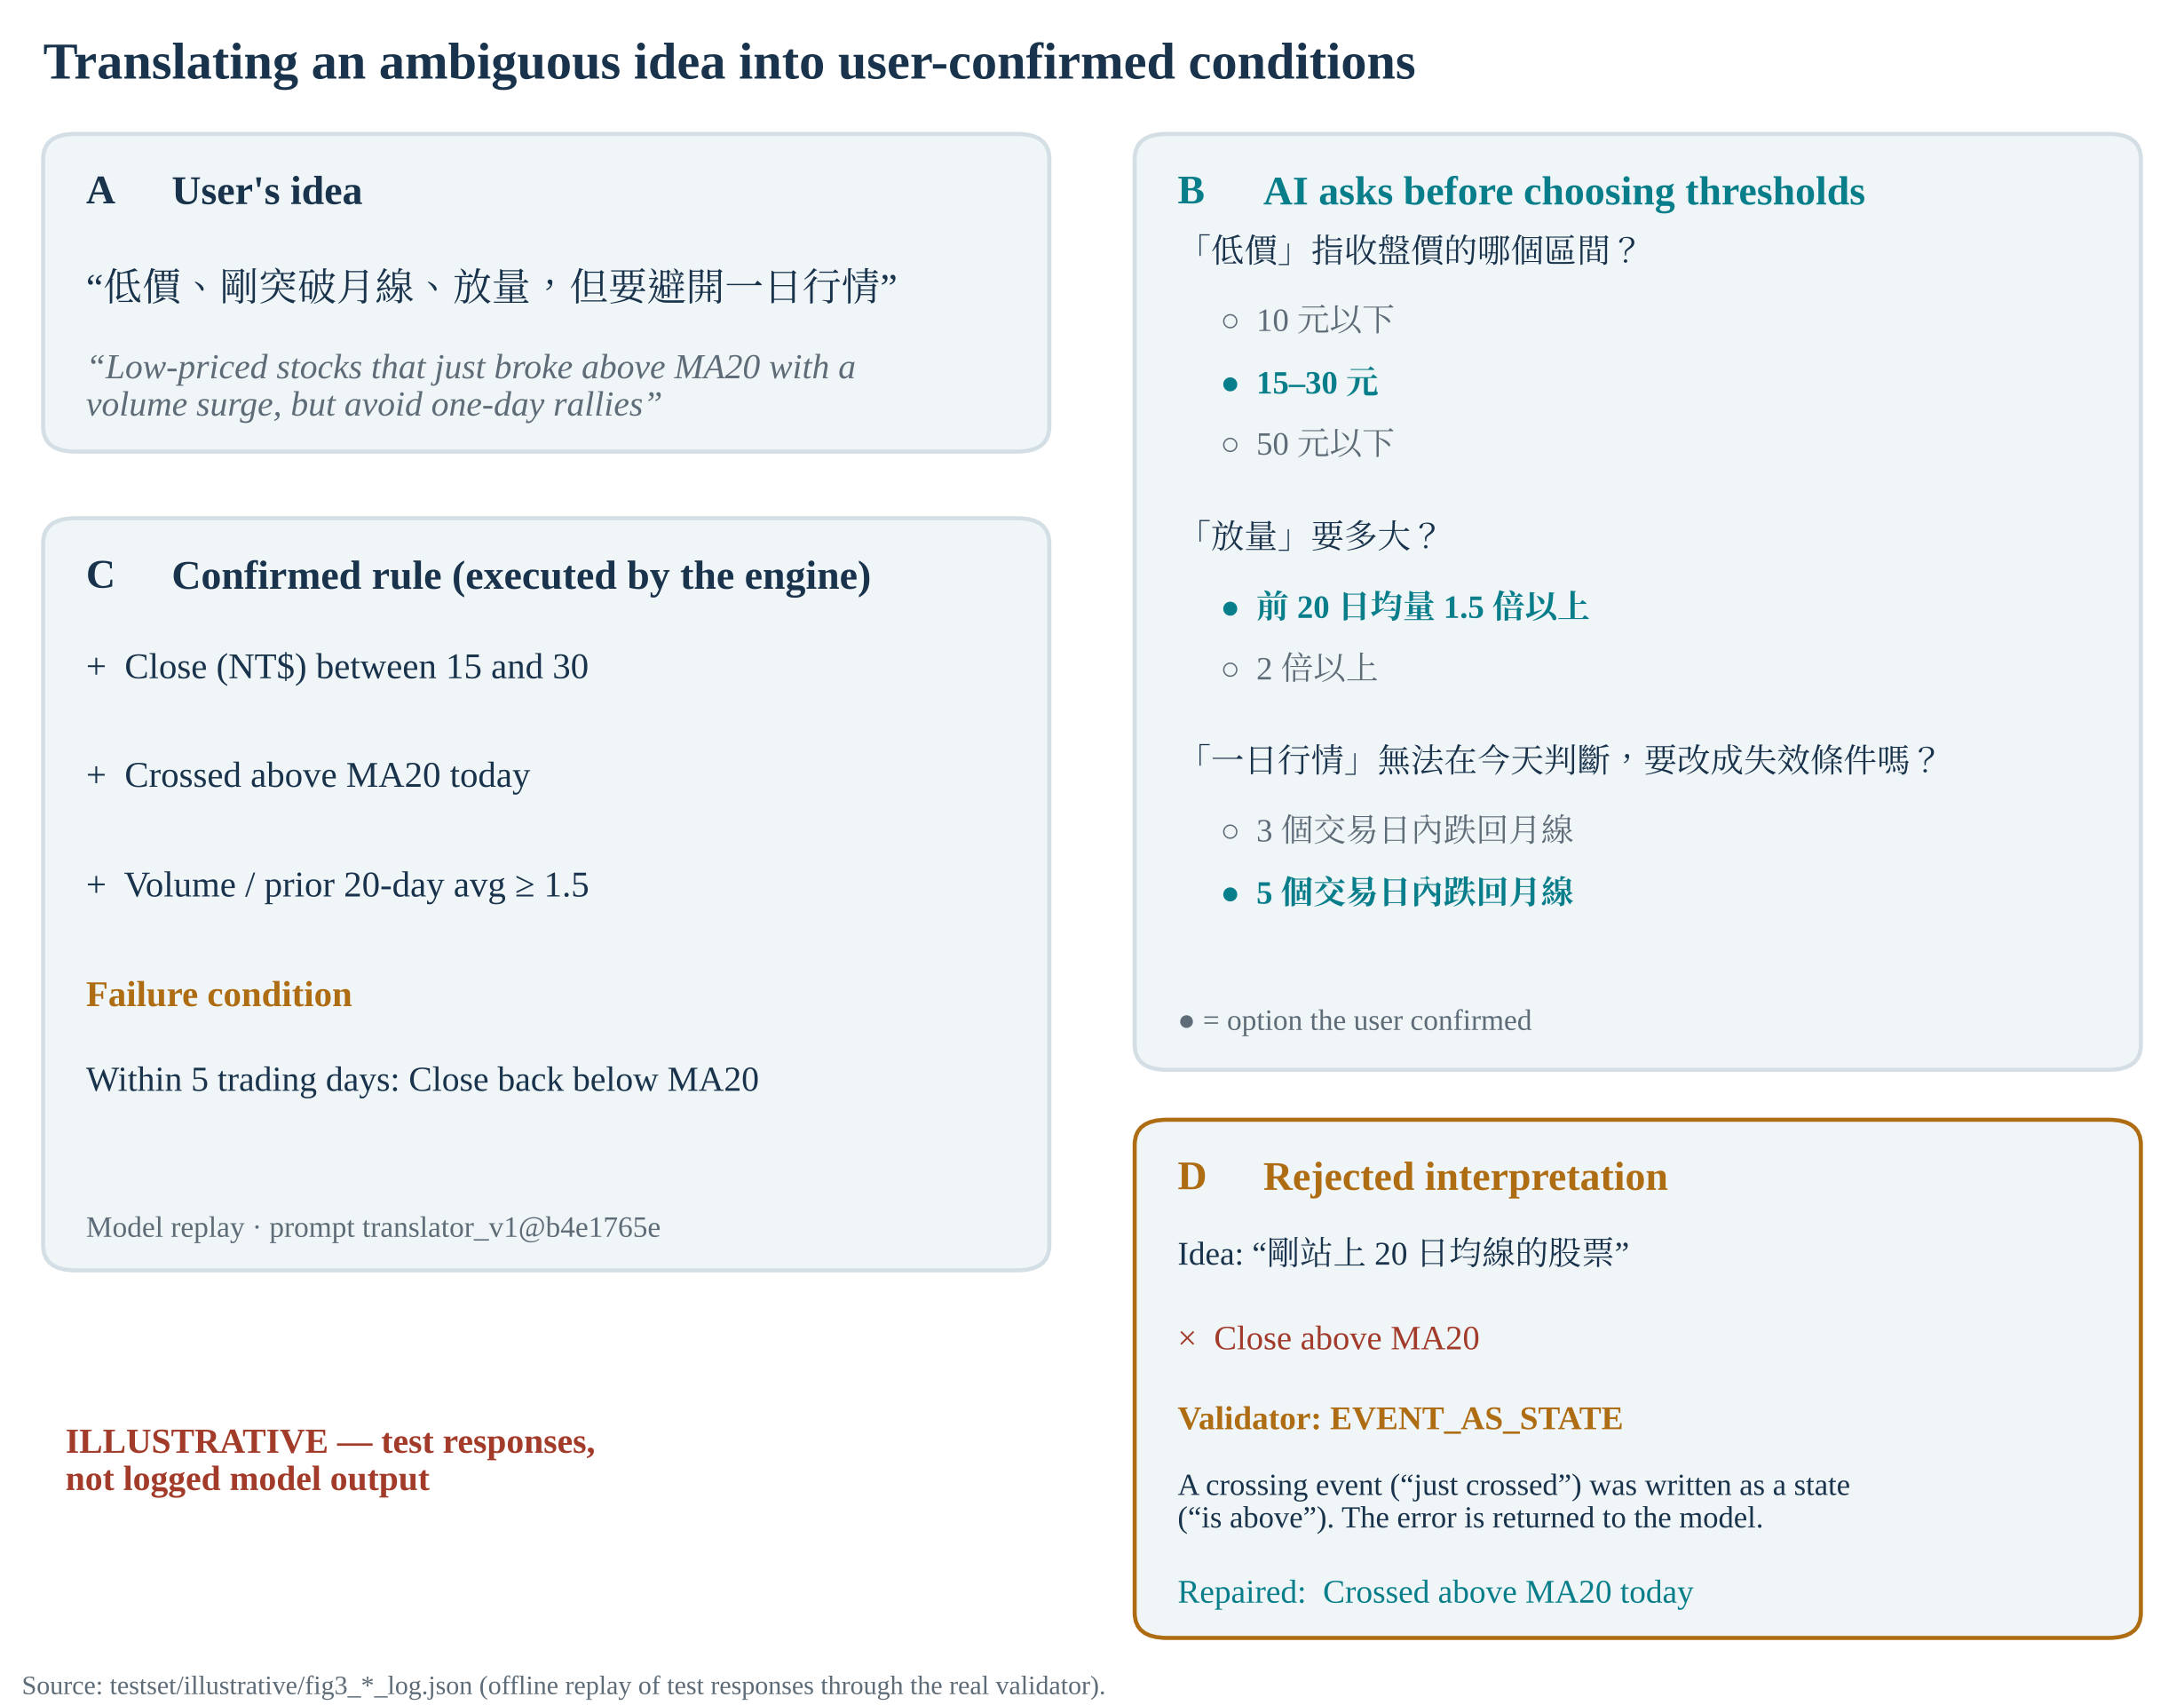 Translating an ambiguous idea into user-confirmed conditions
A User's idea
“低價、剛突破月線、放量，但要避開一日行情”
“Low-priced stocks that just broke above MA20 with a
volume surge, but avoid one-day rallies”
B AI asks before choosing thresholds
「低價」指收盤價的哪個區間？
○ 10 元以下
● 15–30 元
○ 50 元以下
「放量」要多大？
● 前 20 日均量 1.5 倍以上
○ 2 倍以上
「一日行情」無法在今天判斷，要改成失效條件嗎？
○ 3 個交易日內跌回月線
● 5 個交易日內跌回月線
● = option the user confirmed
C Confirmed rule (executed by the engine)
+ Close (NT$) between 15 and 30
+ Crossed above MA20 today
+ Volume / prior 20-day avg ≥ 1.5
Failure condition
Within 5 trading days: Close back below MA20
Model replay · prompt translator_v1@b4e1765e
D Rejected interpretation
Idea: “剛站上 20 日均線的股票”
× Close above MA20
Validator: EVENT_AS_STATE
A crossing event (“just crossed”) was written as a state
(“is above”). The error is returned to the model.
Repaired: Crossed above MA20 today
ILLUSTRATIVE — test responses,
not logged model output
Source: testset/illustrative/fig3_*_log.json (offline replay of test responses through the real validator).